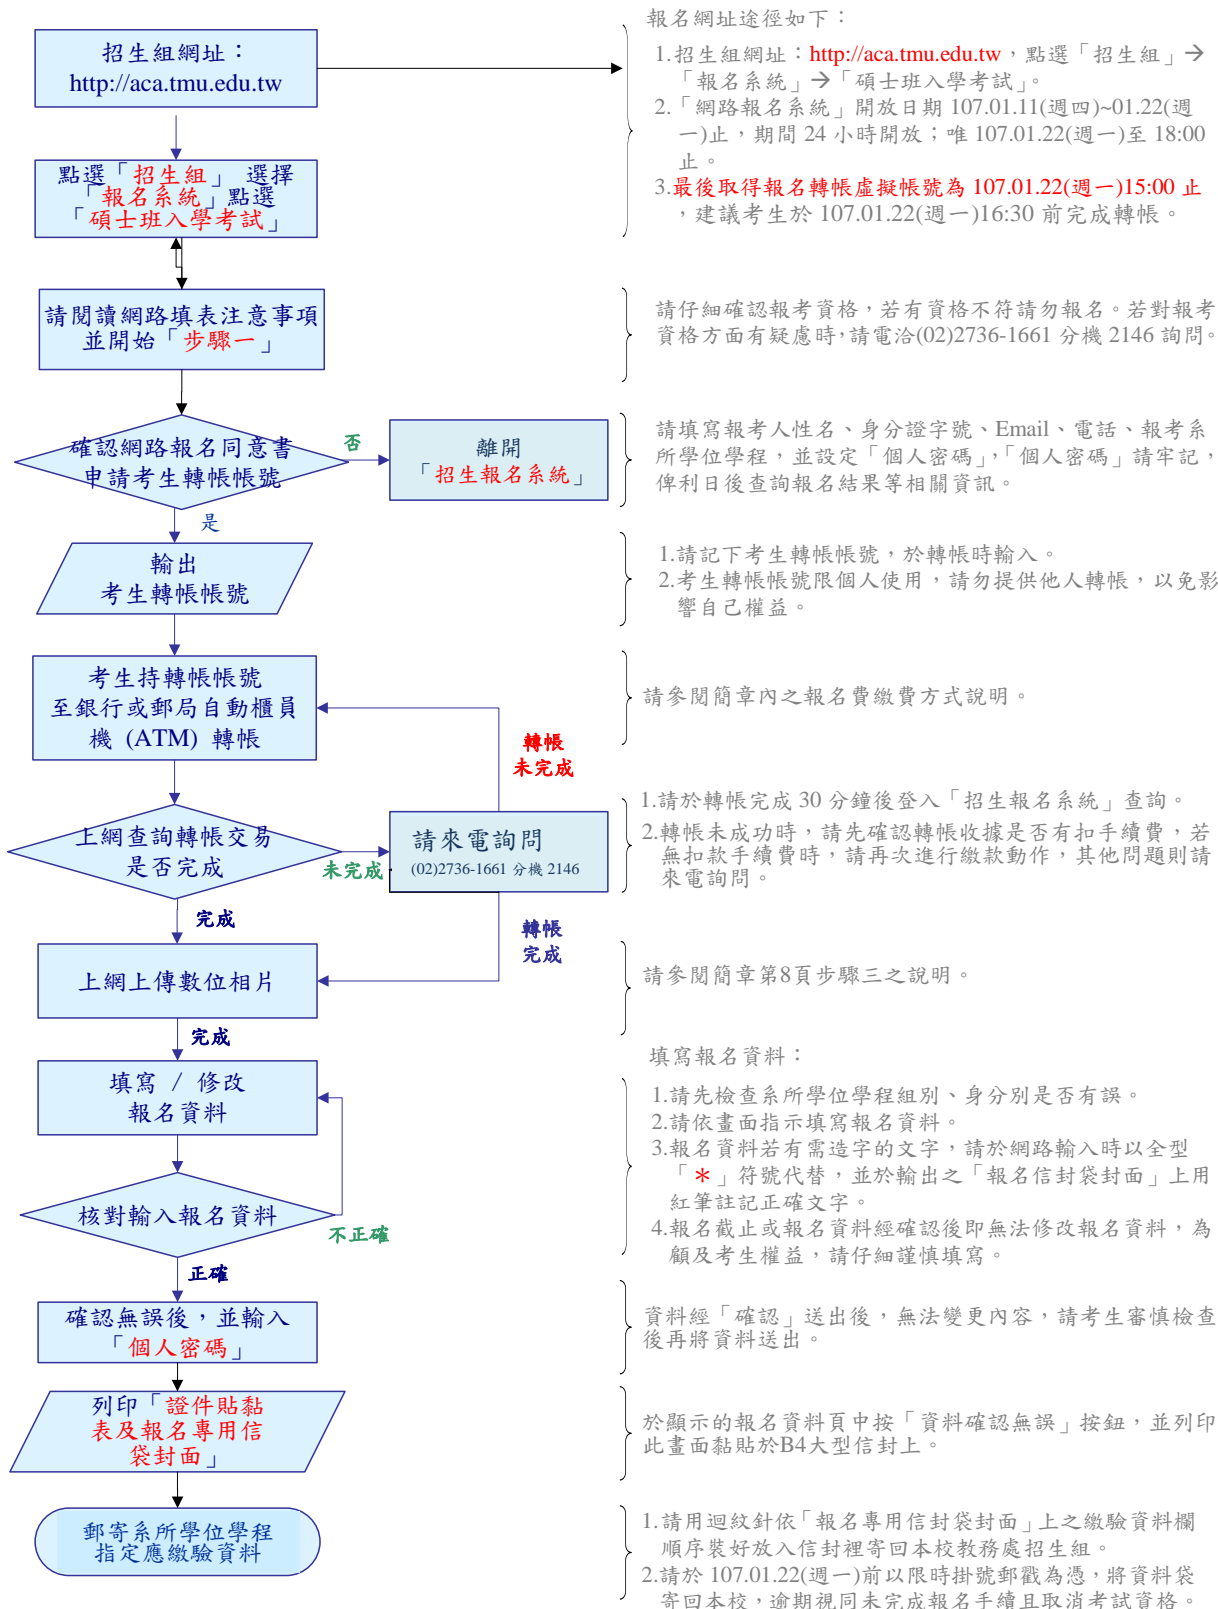 招生組網址：
http://aca.tmu.edu.tw
報名網址途徑如下：
1.招生組網址：http://aca.tmu.edu.tw，點選「招生組」→
「報名系統」→「碩士班入學考試」。
2.「網路報名系統」開放日期 107.01.11(週四)~01.22(週
一)止，期間 24 小時開放；唯 107.01.22(週一)至 18:00
止。
3.最後取得報名轉帳虛擬帳號為 107.01.22(週一)15:00 止
，建議考生於 107.01.22(週一)16:30 前完成轉帳。
點選「招生組」 選擇
「報名系統」點選
「碩士班入學考試」
請閱讀網路填表注意事項
並開始「步驟一」
請仔細確認報考資格，若有資格不符請勿報名。若對報考
資格方面有疑慮時，請電洽(02)2736-1661 分機 2146 詢問。
確認網路報名同意書
申請考生轉帳帳號
否
離開
「招生報名系統」
請填寫報考人性名、身分證字號、Email、電話、報考系
所學位學程，並設定「個人密碼」，「個人密碼」請牢記，
俾利日後查詢報名結果等相關資訊。
是
輸出
考生轉帳帳號
1.請記下考生轉帳帳號，於轉帳時輸入。
2.考生轉帳帳號限個人使用，請勿提供他人轉帳，以免影
響自己權益。
考生持轉帳帳號
至銀行或郵局自動櫃員
機 (ATM) 轉帳
請參閱簡章內之報名費繳費方式說明。
轉帳
未完成
上網查詢轉帳交易
是否完成
未完成
請來電詢問
(02)2736-1661 分機 2146
1.請於轉帳完成 30 分鐘後登入「招生報名系統」查詢。
2.轉帳未成功時，請先確認轉帳收據是否有扣手續費，若
無扣款手續費時，請再次進行繳款動作，其他問題則請
來電詢問。
完成
轉帳
完成
上網上傳數位相片
請參閱簡章第8頁步驟三之說明。
完成
填寫 / 修改
報名資料
填寫報名資料：
1.請先檢查系所學位學程組別、身分別是否有誤。
2.請依畫面指示填寫報名資料。
3.報名資料若有需造字的文字，請於網路輸入時以全型
「＊」符號代替，並於輸出之「報名信封袋封面」上用
紅筆註記正確文字。
4.報名截止或報名資料經確認後即無法修改報名資料，為
顧及考生權益，請仔細謹慎填寫。
核對輸入報名資料
不正確
正確
確認無誤後，並輸入
「個人密碼」
資料經「確認」送出後，無法變更內容，請考生審慎檢查
後再將資料送出。
列印「證件貼黏
表及報名專用信
袋封面」
於顯示的報名資料頁中按「資料確認無誤」按鈕，並列印
此畫面黏貼於B4大型信封上。
郵寄系所學位學程
指定應繳驗資料
1.請用迴紋針依「報名專用信封袋封面」上之繳驗資料欄
順序裝好放入信封裡寄回本校教務處招生組。
2.請於 107.01.22(週一)前以限時掛號郵戳為憑，將資料袋
寄回本校，逾期視同未完成報名手續且取消考試資格。